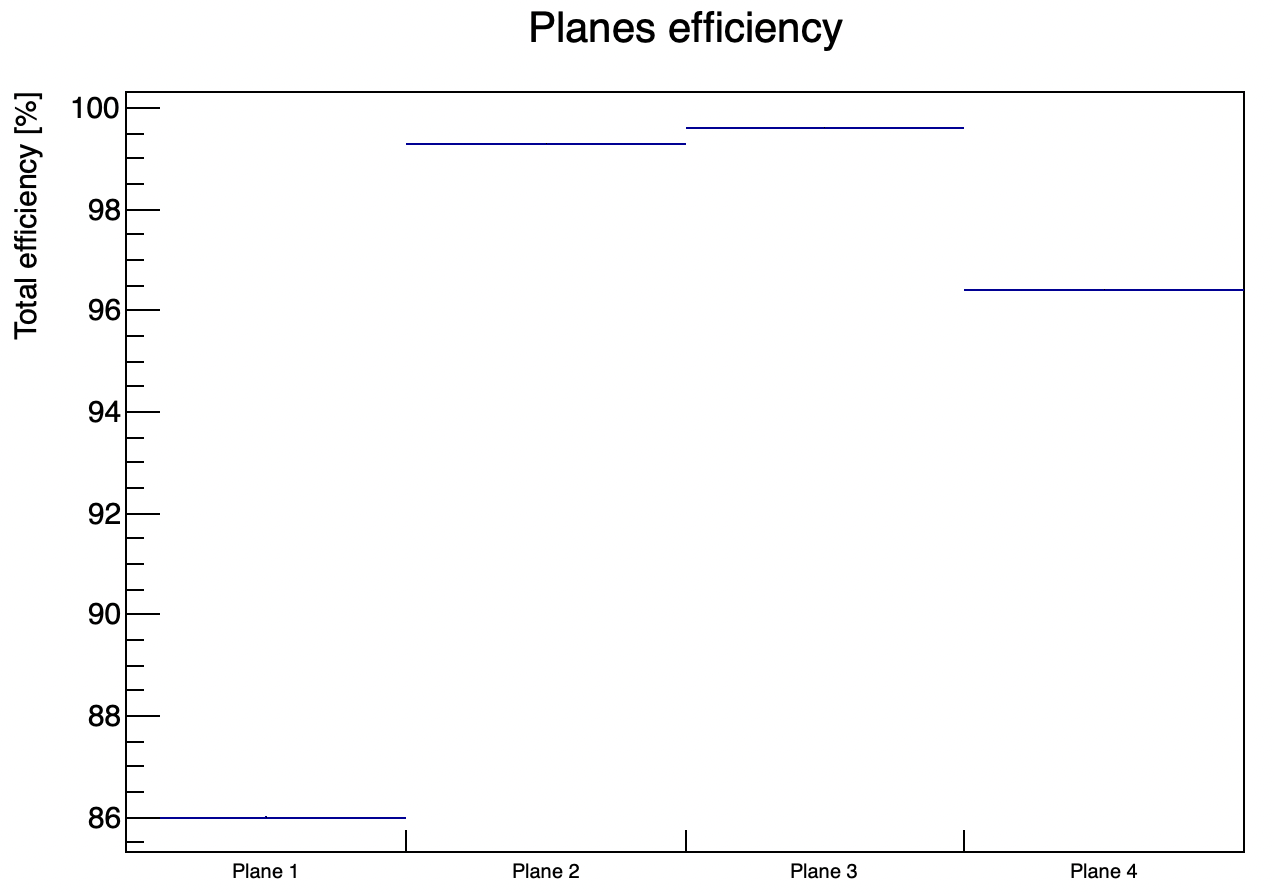 Planes efficiency
Total efficiency [%]
100
98
96
94
92
90
88
86
Plane 1
Plane 2
Plane 3
Plane 4